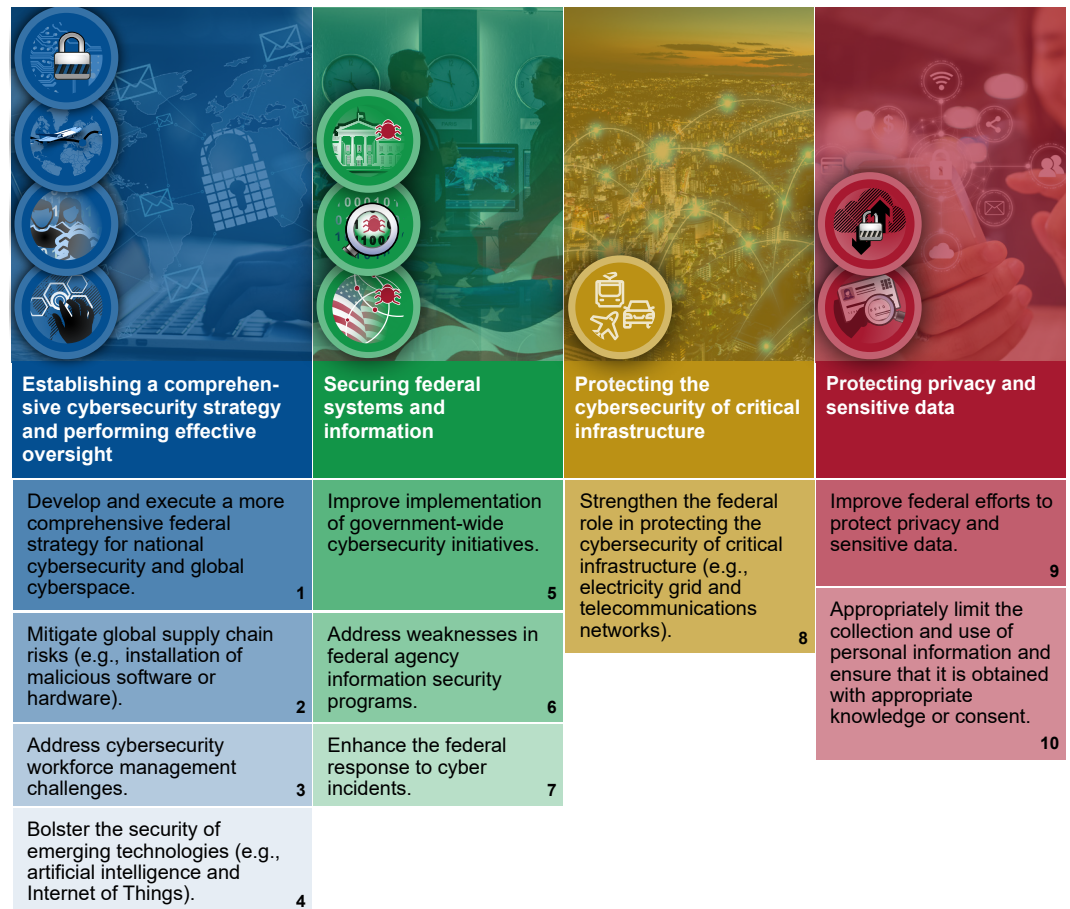 Establishing a comprehen-
sive cybersecurity strategy
and performing effective
oversight
Develop and execute a more
comprehensive federal
strategy for national
cybersecurity and global
cyberspace.
1
Mitigate global supply chain
risks (e.g., installation of
malicious software or
hardware).
2
Address cybersecurity
workforce management
challenges.
3
Bolster the security of
emerging technologies (e.g.,
artificial intelligence and
Internet of Things).
4
Securing federal
systems and
information
Improve implementation
of government-wide
cybersecurity initiatives.
5
Address weaknesses in
federal agency
information security
programs.
6
Enhance the federal
response to cyber
incidents.
7
Protecting the
cybersecurity of critical
infrastructure
Strengthen the federal
role in protecting the
cybersecurity of critical
infrastructure (e.g.,
electricity grid and
telecommunications
networks).
8
Protecting privacy and
sensitive data
Improve federal efforts to
protect privacy and
sensitive data.
9
Appropriately limit the
collection and use of
personal information and
ensure that it is obtained
with appropriate
knowledge or consent.
10